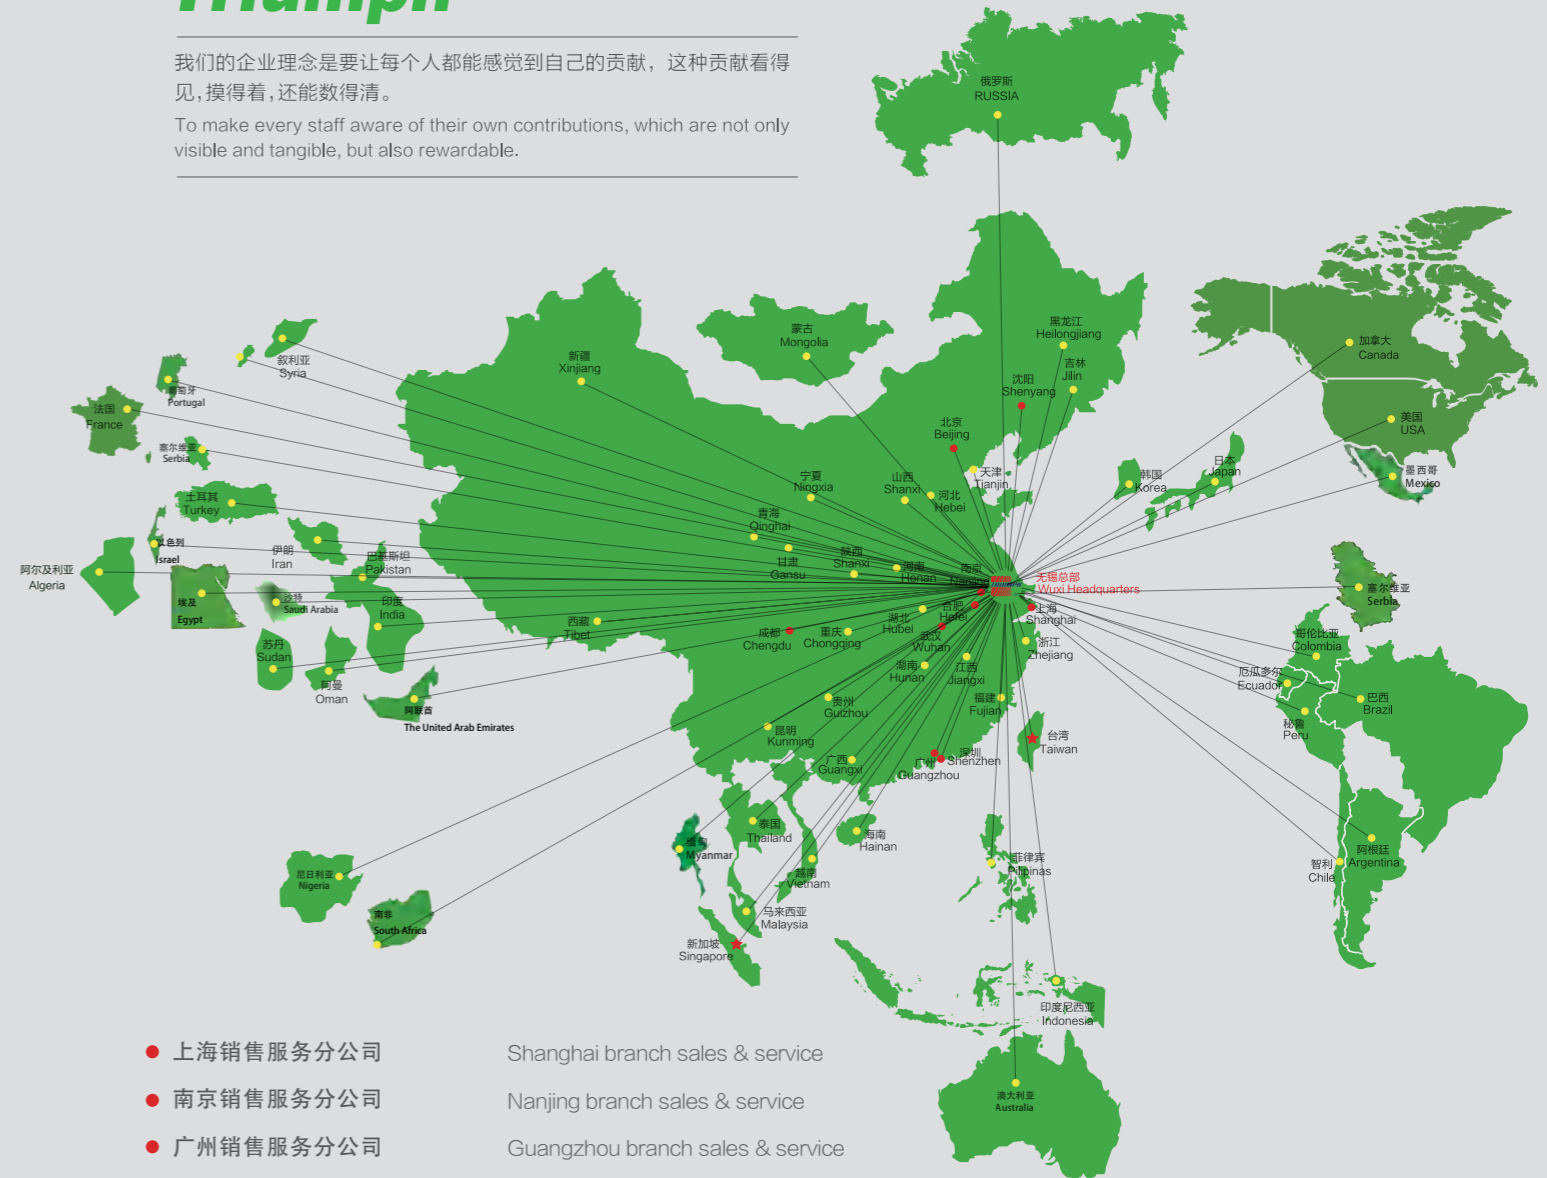 Triumph
我们的企业理念是要让每个人都能感觉到自己的贡献，这种贡献看得
见,摸得着,还能数得清。
To make every staff aware of their own contributions, which are not only
visible and tangible, but also rewardable.
俄罗斯
RUSSIA
蒙古
Mongolia
黑龙江
Heilongjiang
吉林
Jilin
沈阳
Shenyang
北京
Beijing
天津
Tianjin
新疆
Xinjiang
叙利亚
Syria
葡萄牙
Portugal
法国
France
塞尔维亚
Serbia
土耳其
Turkey
以色列
Israel
伊朗
Iran
巴基斯坦
Pakistan
阿尔及利亚
Algeria
埃及
Egypt
沙特
Saudi Arabia
印度
India
苏丹
Sudan
阿曼
Oman
阿联酋
The United Arab Emirates
宁夏
Ningxia
山西
Shanxi
河北
Hebei
青海
Qinghai
甘肃
Gansu
陕西
Shanxi
河南
Henan
南京
Nanjing
无锡总部
Wuxi Headquarters
合肥
Hefei
上海
Shanghai
西藏
Tibet
成都
Chengdu
重庆
Chongqing
湖北
Hubei
武汉
Wuhan
浙江
Zhejiang
湖南
Hunan
江西
Jiangxi
贵州
Guizhou
福建
Fujian
昆明
Kunming
广西
Guangxi
广州
Guangzhou
深圳
Shenzhen
台湾
Taiwan
加拿大
Canada
美国
USA
墨西哥
Mexico
韩国
Korea
日本
Japan
塞尔维亚
Serbia
哥伦比亚
Colombia
厄瓜多尔
Ecuador
巴西
Brazil
秘鲁
Peru
阿根廷
Argentina
智利
Chile
缅甸
Myanmar
泰国
Thailand
海南
Hainan
越南
Vietnam
菲律宾
Pilipinas
马来西亚
Malaysia
新加坡
Singapore
尼日利亚
Nigeria
南非
South Africa
印度尼西亚
Indonesia
澳大利亚
Australia
上海销售服务分公司 Shanghai branch sales & service
南京销售服务分公司 Nanjing branch sales & service
广州销售服务分公司 Guangzhou branch sales & service